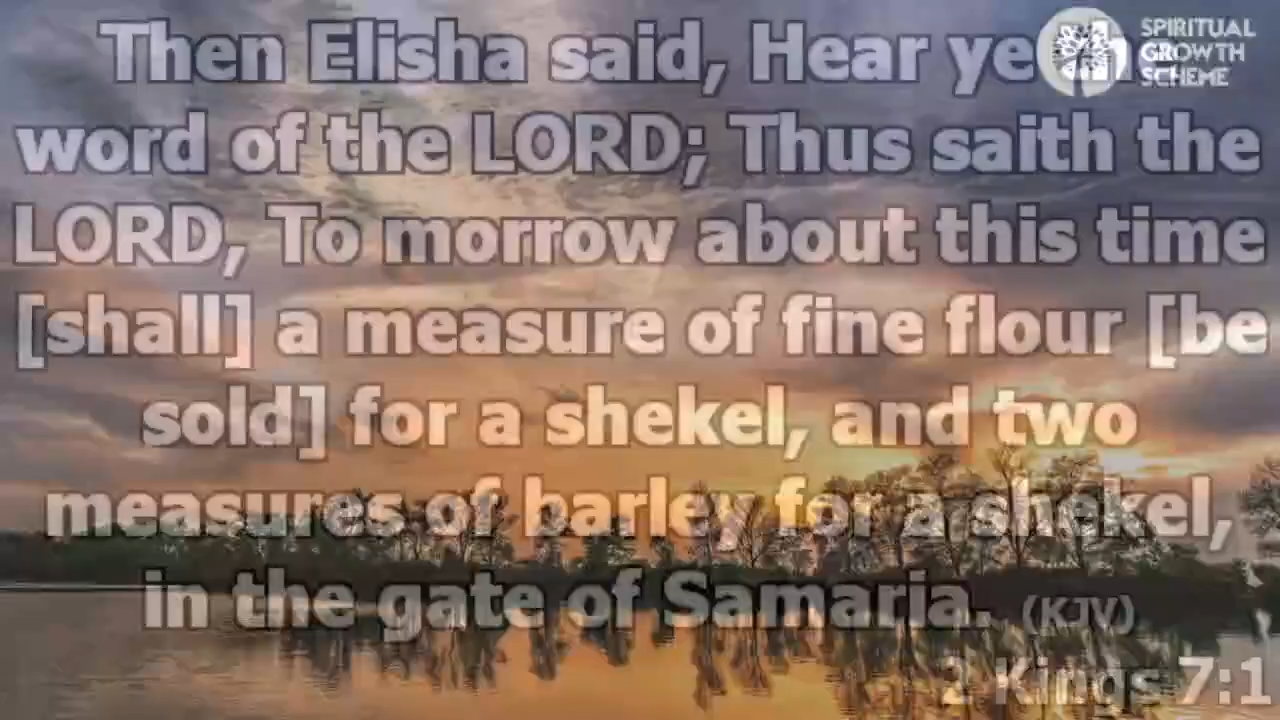 Then Elisha said, Hear ye
word of the LORD; Thus saith the
LORD, To morrow about this time
[shall] a measure of fine flour [be
sold] for a shekel, and two
measures of barley for a shekel,
in the gate of Samaria. (KJV)
2 Kings 7:1
SPIRITUAL
GROWTH
SCHEME